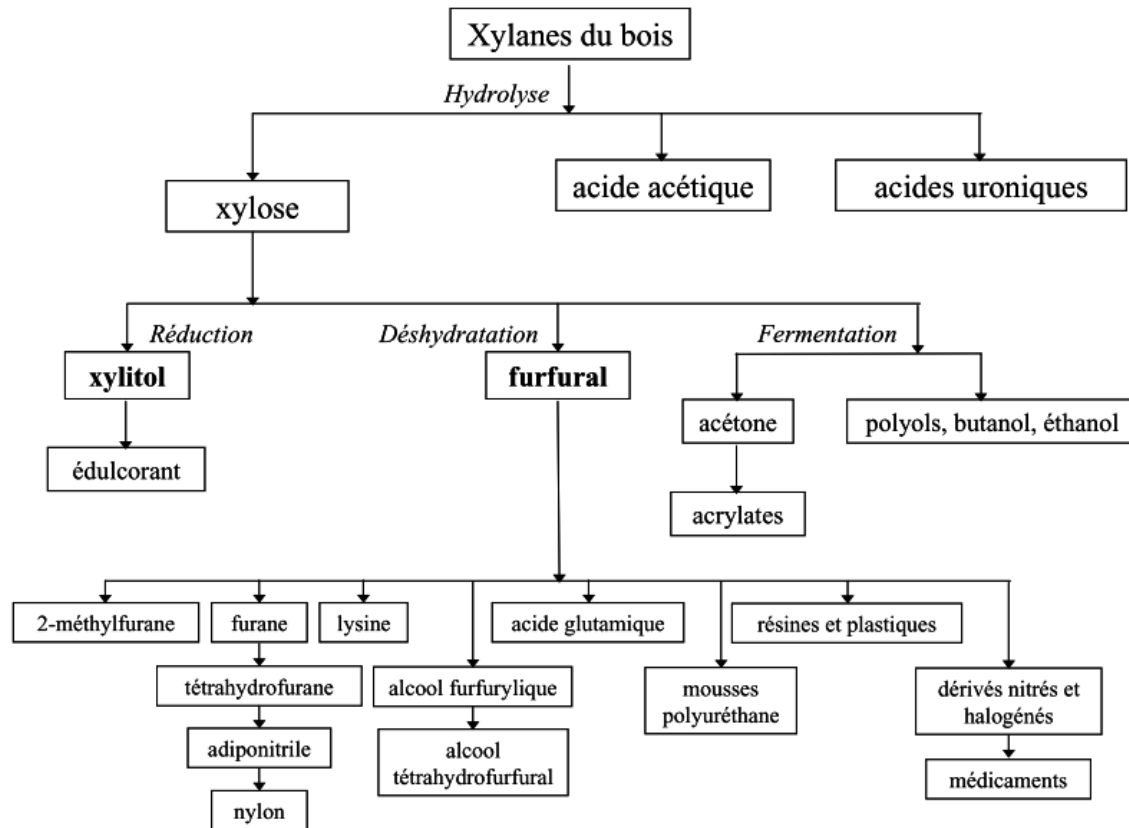 Xylanes du bois
Hydrolyse
xylose
acide acétique
acides uroniques
Réduction
Déshydratation
Fermentation
xylitol
furfural
acétone
polyols, butanol, éthanol
édulcorant
acrylates
2-méthylfurane
furane
lysine
acide glutamique
résines et plastiques
tétrahydrofurane
alcool furfurylique
mousses
polyuréthane
dérivés nitrés et
halogénés
adiponitrile
alcool
tétrahydrofurfural
médicaments
nylon